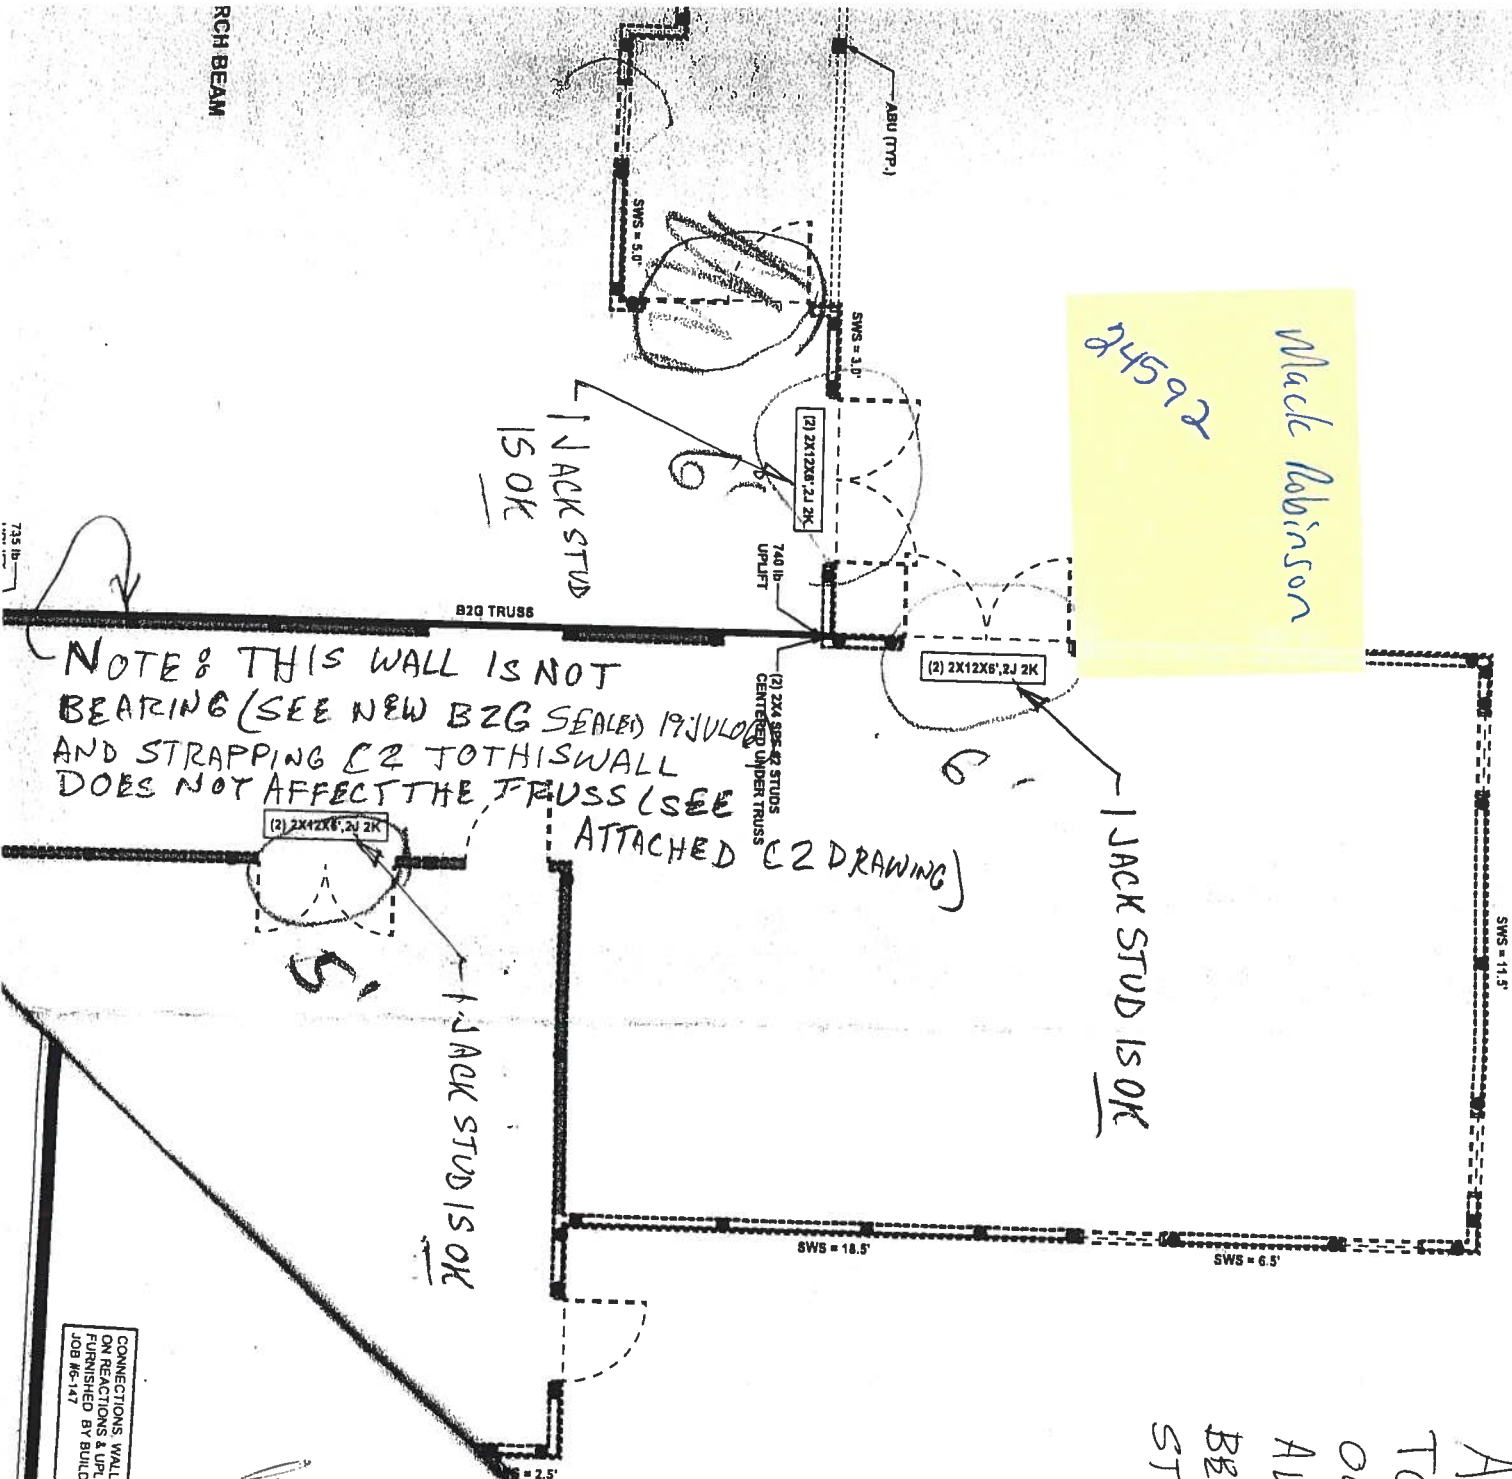 RCH BEAM
ABU (TYP.)
SWS = 5.0'
SWS = 3.0'
Mack Robinson
24592
(2) 2X12X6',2J 2K
6'
1 JACK STUD
IS OK
740 lb
UPLIFT
735 lb
B2G TRUSS
(2) 2X12X6',2J 2K
6'
1 JACK STUD IS OK
(2) 2X4 SPF #2 STUDS
CENTERED UNDER TRUSS
NOTE: THIS WALL IS NOT
BEARING (SEE NEW B2G SEALED 19JUL06
AND STRAPPING C2 TO THIS WALL
DOES NOT AFFECT THE TRUSS (SEE
ATTACHED C2 DRAWING)
(2) 2X12X6',2J 2K
5'
1 JACK STUD IS OK
SWS = 11.5'
SWS = 18.5'
SWS = 6.5'
= 2.5'
CONNECTIONS, WALL
ON REACTIONS & UPL
FURNISHED BY BUILD
JOB #6-147
A
TO
O
AL
BE
ST